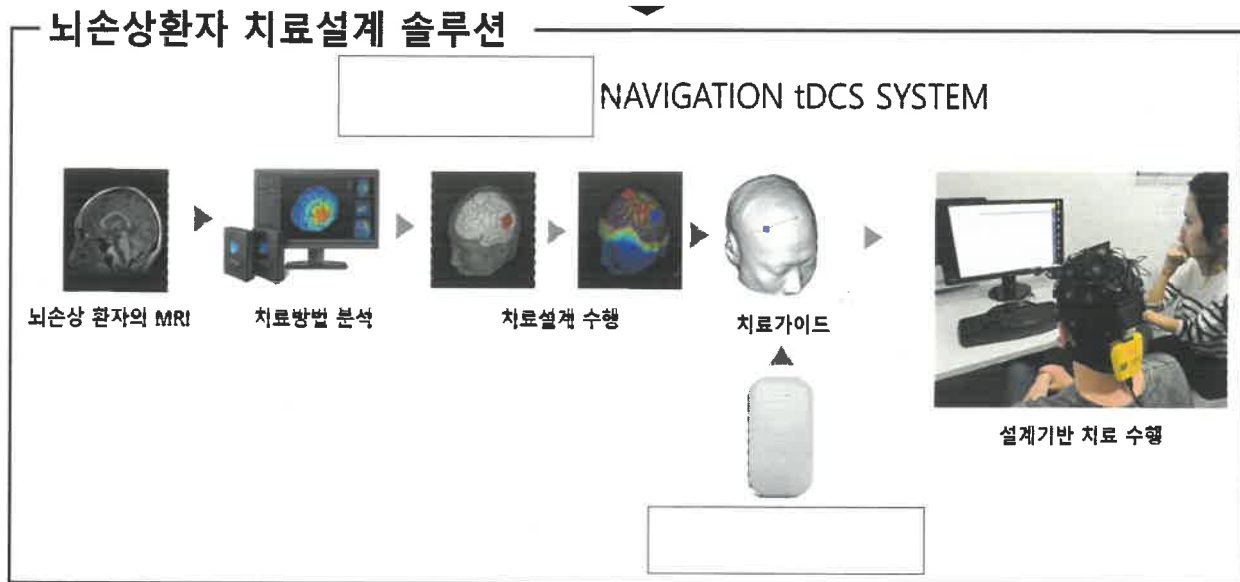 뇌손상환자 치료설계 솔루션
NAVIGATION tDCS SYSTEM
뇌손상 환자의 MRI
치료방법 분석
치료설계 수행
치료가이드
설계기반 치료 수행